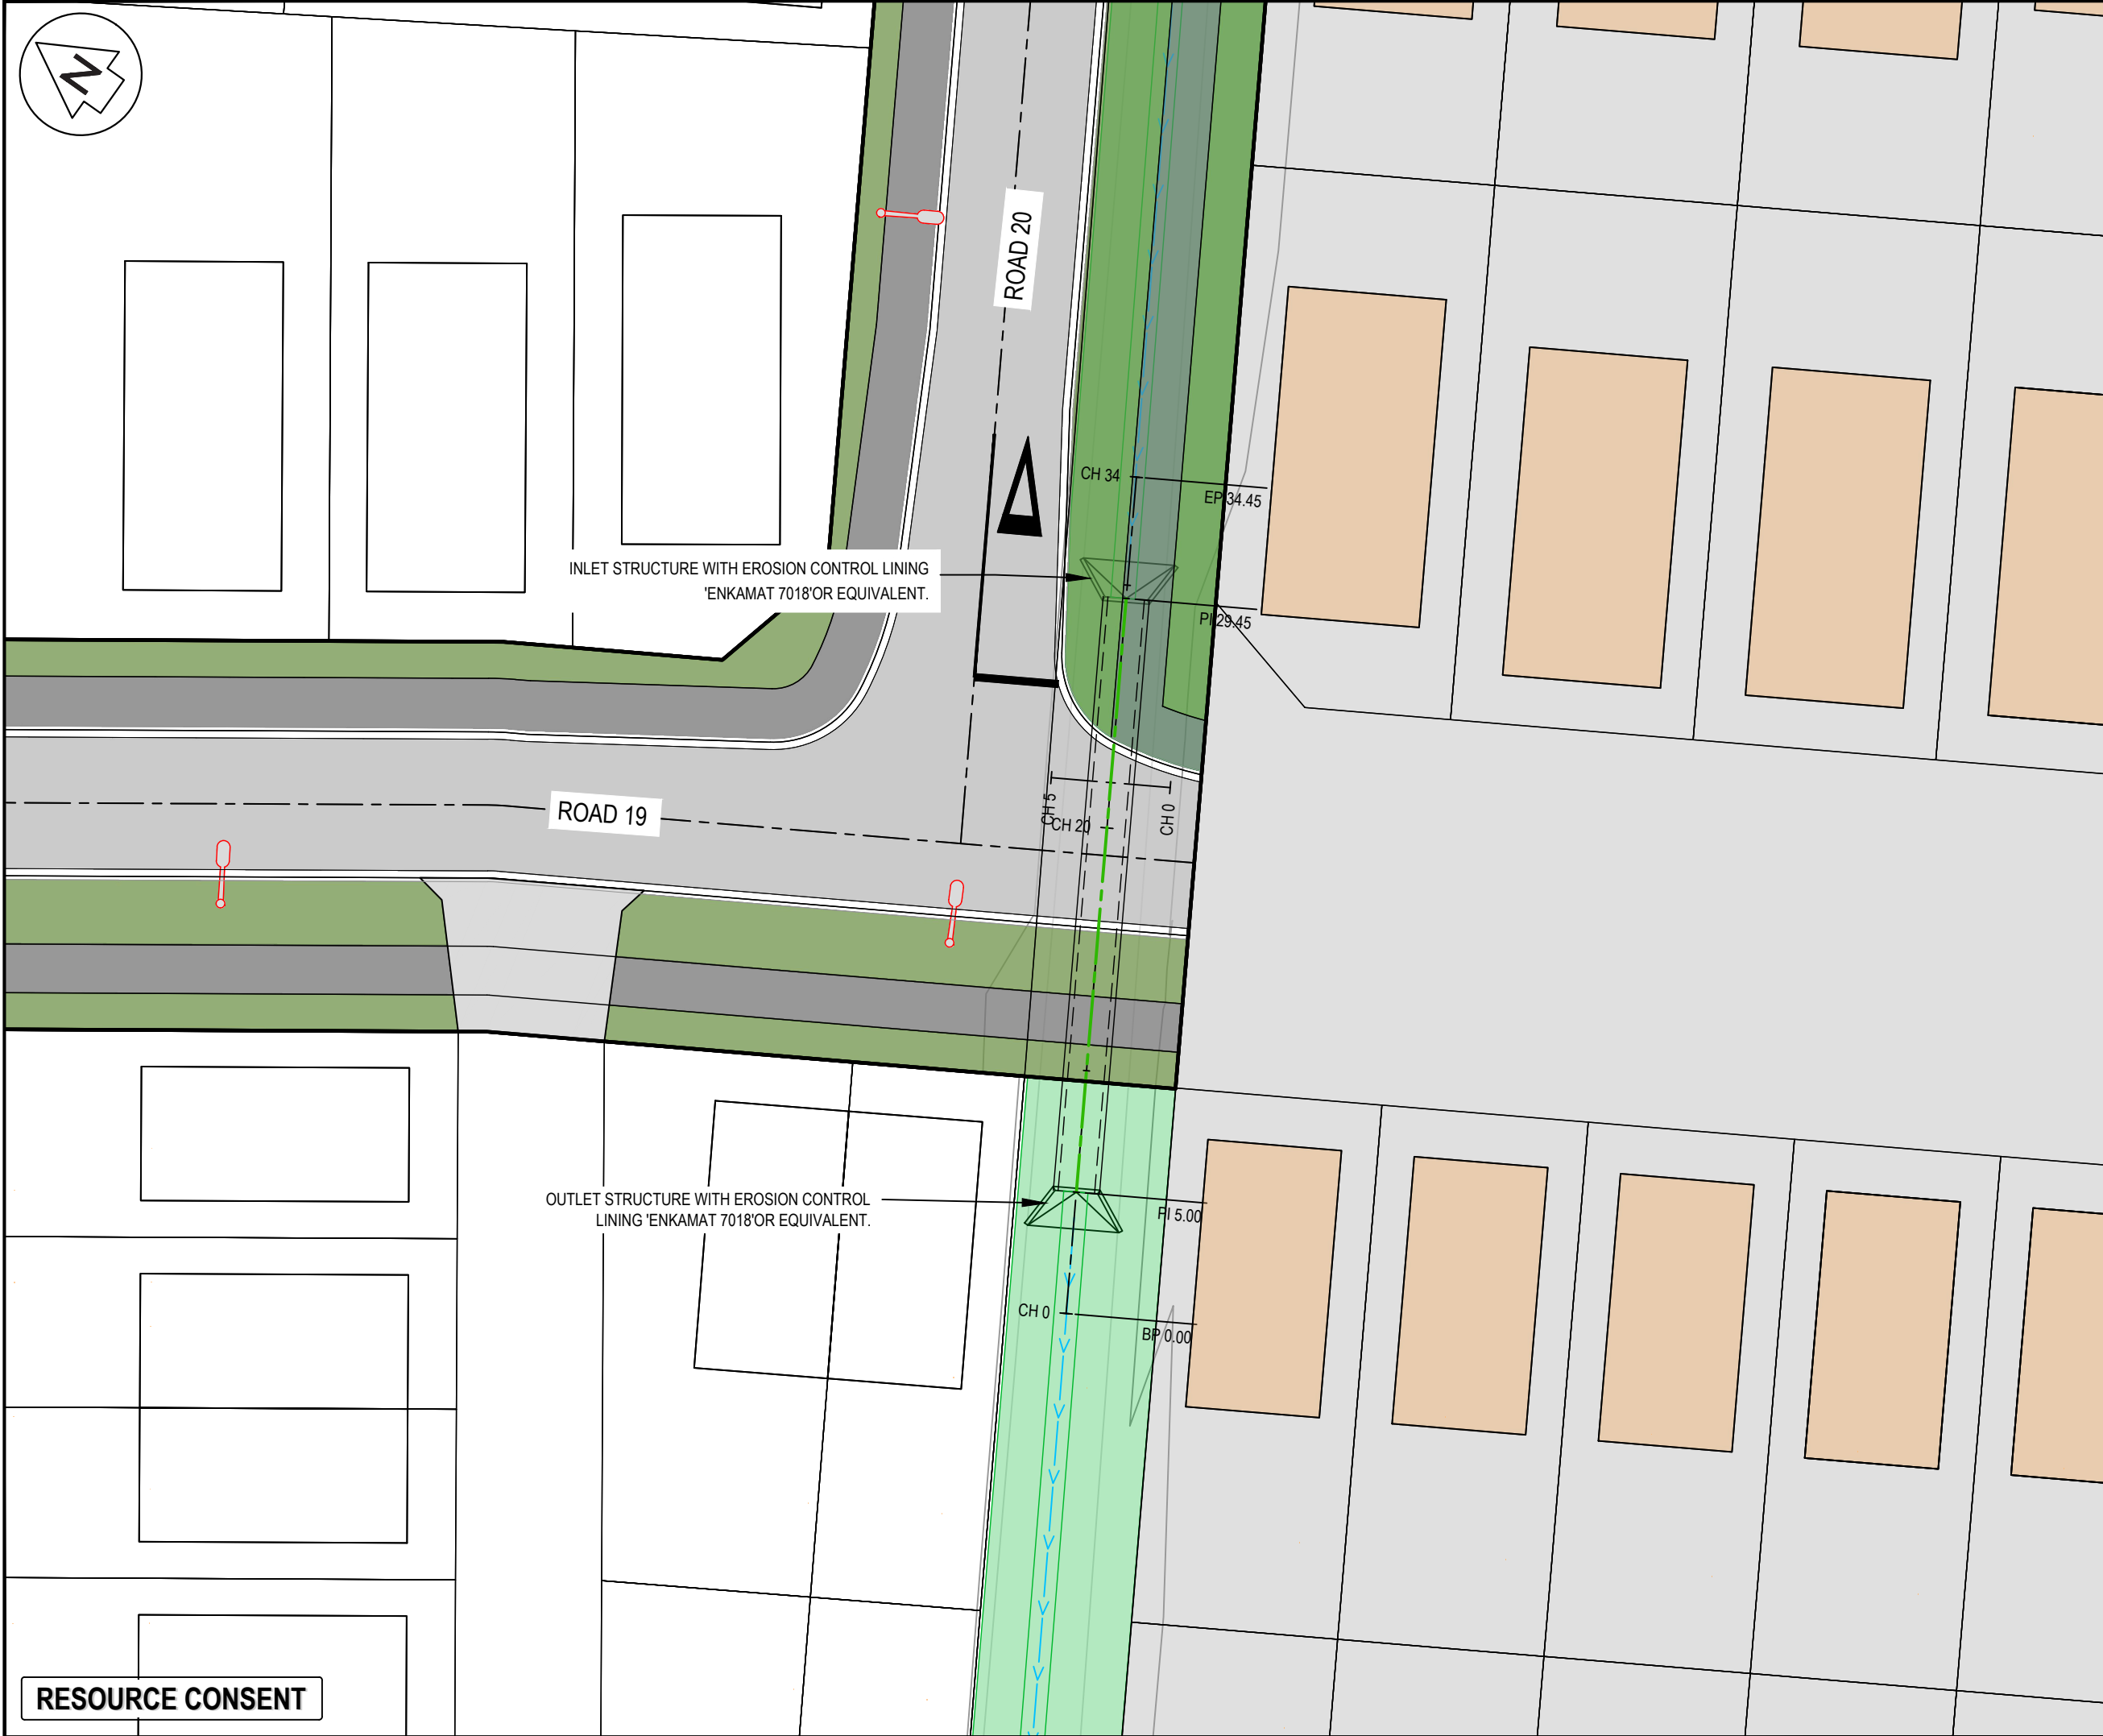 N
ROAD 20
CH 34
EP 34.45
INLET STRUCTURE WITH EROSION CONTROL LINING
'ENKAMAT 7018'OR EQUIVALENT.
PI 29.45
CH 5
CH 0
ROAD 19
CH 20
OUTLET STRUCTURE WITH EROSION CONTROL
LINING 'ENKAMAT 7018'OR EQUIVALENT.
PI 5.00
CH 0
BP 0.00
RESOURCE CONSENT